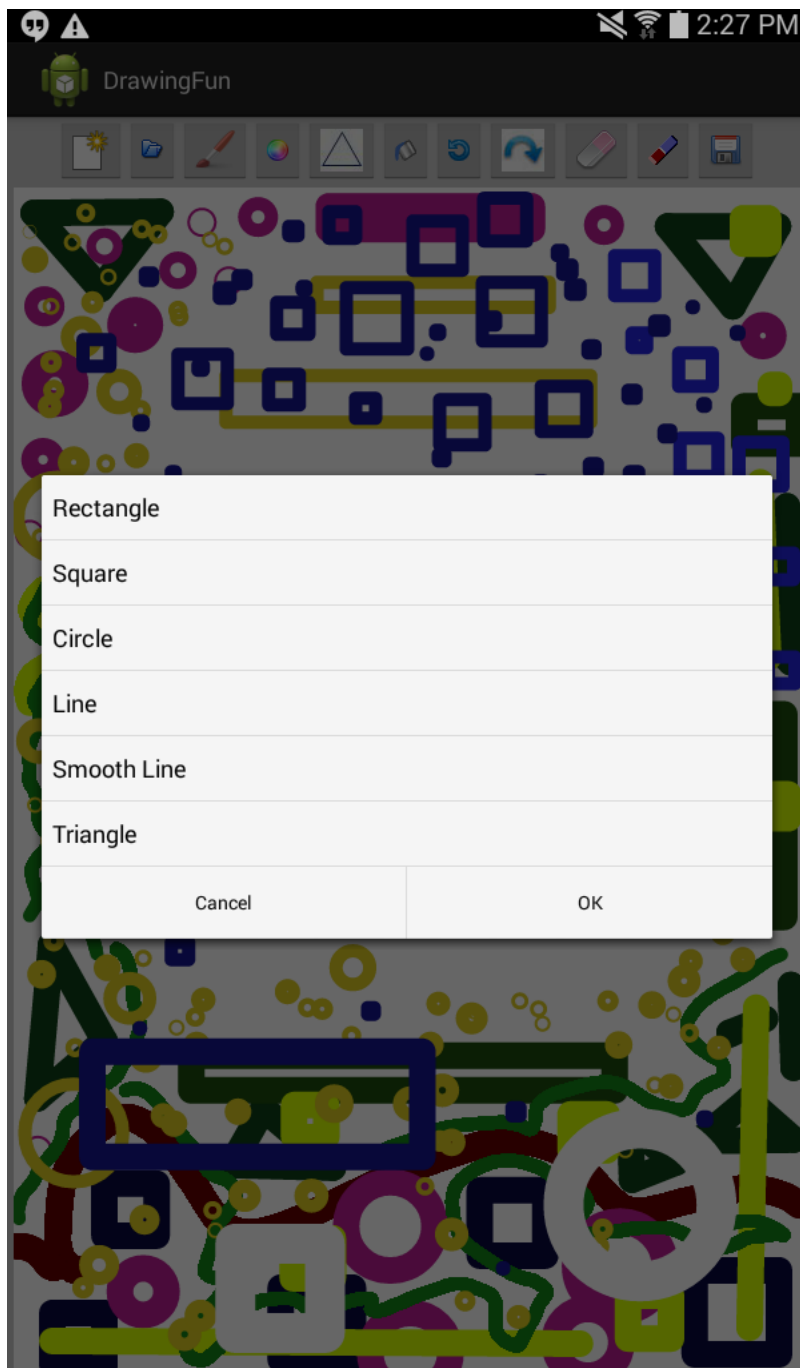 2:27 PM
DrawingFun
Rectangle
Square
Circle
Line
Smooth Line
Triangle
Cancel
OK